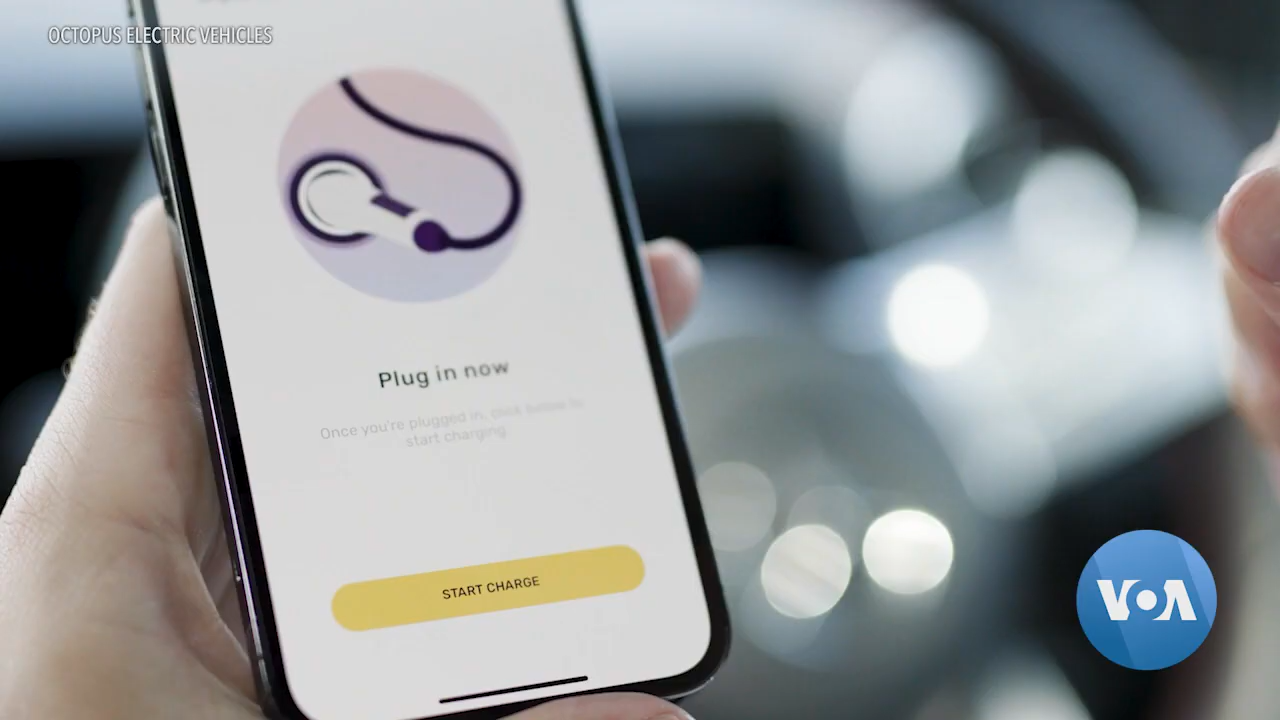 OCTOPUS ELECTRIC VEHICLES
Plug in now
Once you're plugged in, click below to
start charging.
START CHARGE
VOA